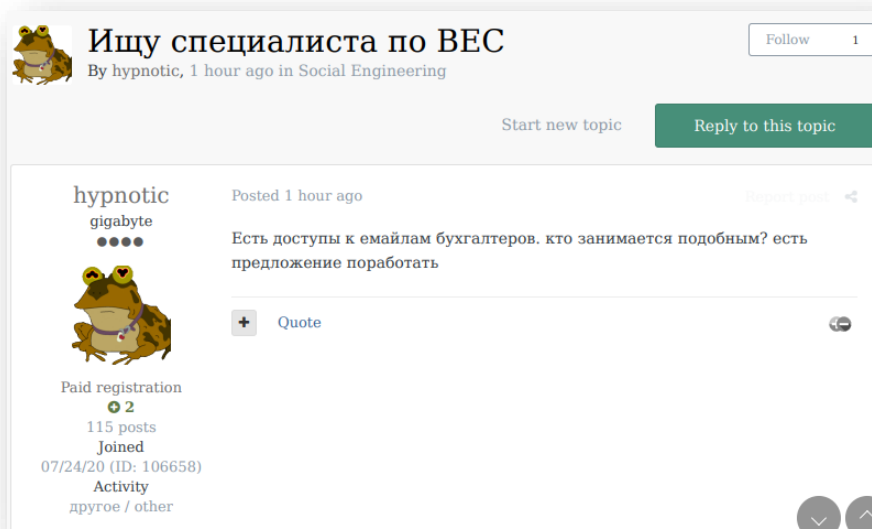 Ищу специалиста по BEC
Follow 1
By hypnotic, 1 hour ago in Social Engineering
Start new topic
Reply to this topic
hypnotic
gigabyte
Paid registration
2
115 posts
Joined
07/24/20 (ID: 106658)
Activity
другое / other
Posted 1 hour ago
Report post
Есть доступы к емайлам бухгалтеров. кто занимается подобным? есть
предложение поработать
+ Quote